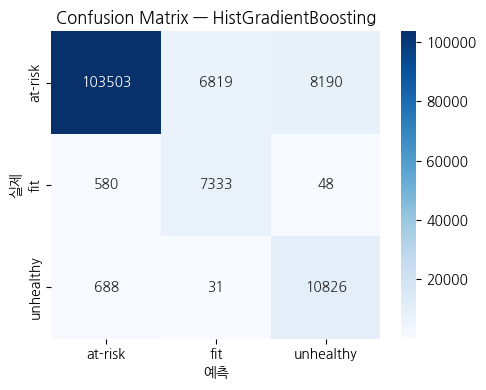 Confusion Matrix — HistGradientBoosting
at-risk 103503 6819 8190
fit 580 7333 48
unhealthy 688 31 10826
실제
at-risk fit unhealthy
예측
100000
80000
60000
40000
20000